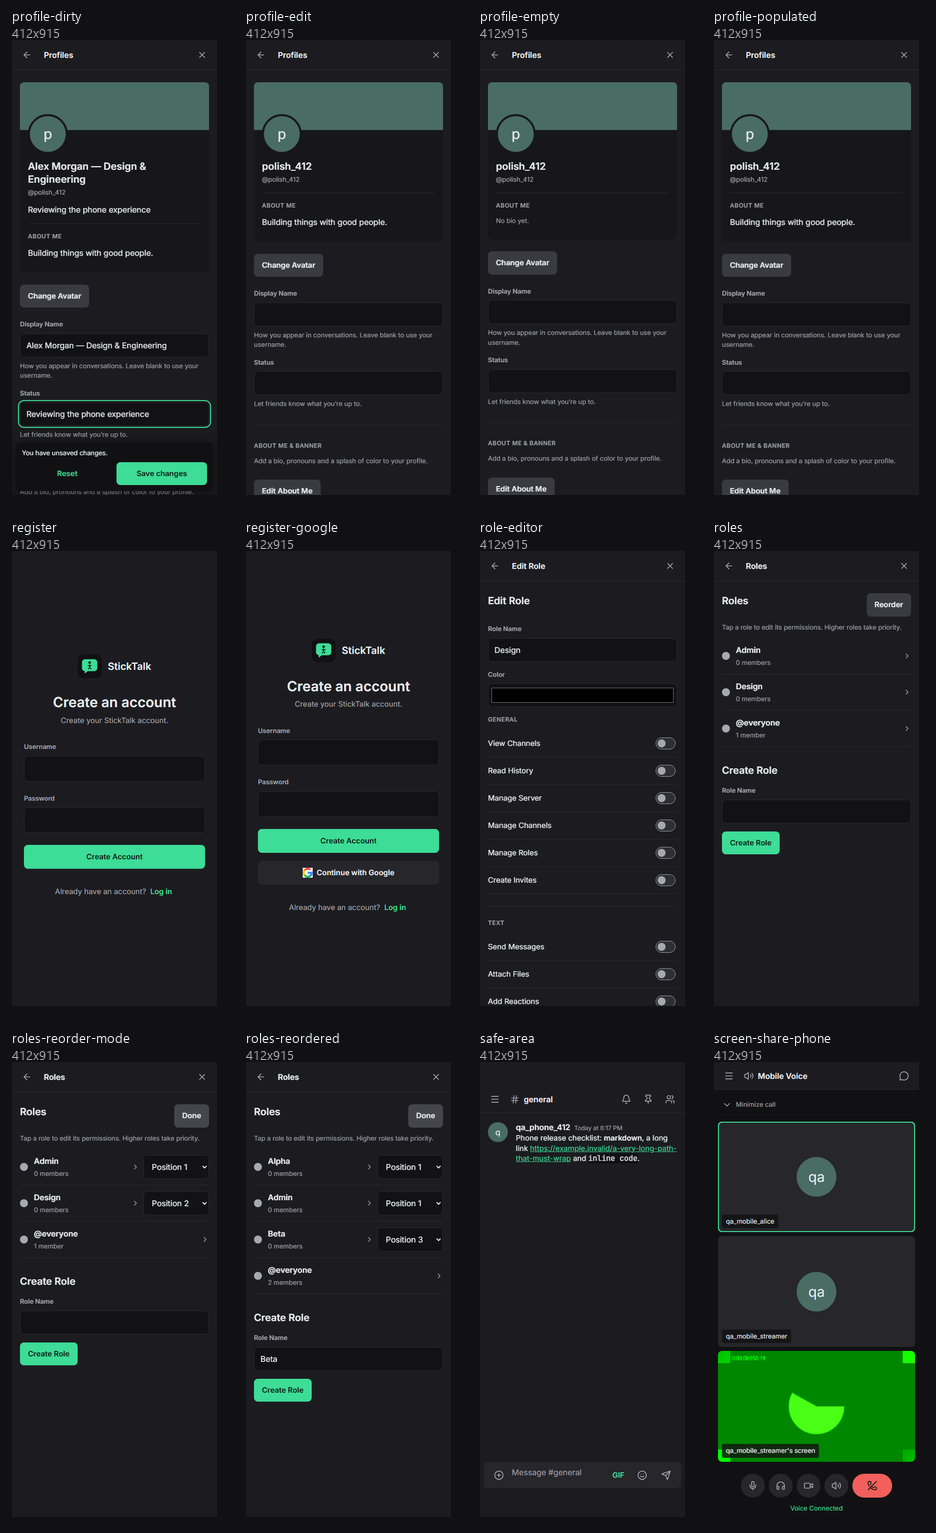 profile-dirty
412x915
Profiles
p
Alex Morgan — Design &
Engineering
@polish_412
Reviewing the phone experience
ABOUT ME
Building things with good people.
Change Avatar
Display Name
Alex Morgan — Design & Engineering
How you appear in conversations. Leave blank to use your
username.
Status
Reviewing the phone experience
Let friends know what you're up to.
You have unsaved changes.
Reset
Save changes
Add a bio, pronouns and a splash of color to your profile.
profile-edit
412x915
Profiles
p
polish_412
@polish_412
ABOUT ME
Building things with good people.
Change Avatar
Display Name
How you appear in conversations. Leave blank to use your
username.
Status
Let friends know what you're up to.
ABOUT ME & BANNER
Add a bio, pronouns and a splash of color to your profile.
Edit About Me
profile-empty
412x915
Profiles
p
polish_412
@polish_412
ABOUT ME
No bio yet.
Change Avatar
Display Name
How you appear in conversations. Leave blank to use your
username.
Status
Let friends know what you're up to.
ABOUT ME & BANNER
Add a bio, pronouns and a splash of color to your profile.
Edit About Me
profile-populated
412x915
Profiles
p
polish_412
@polish_412
ABOUT ME
Building things with good people.
Change Avatar
Display Name
How you appear in conversations. Leave blank to use your
username.
Status
Let friends know what you're up to.
ABOUT ME & BANNER
Add a bio, pronouns and a splash of color to your profile.
Edit About Me
register
412x915
StickTalk
Create an account
Create your StickTalk account.
Username
Password
Create Account
Already have an account? Log in
register-google
412x915
StickTalk
Create an account
Create your StickTalk account.
Username
Password
Create Account
Continue with Google
Already have an account? Log in
role-editor
412x915
Edit Role
Edit Role
Role Name
Design
Color
GENERAL
View Channels
Read History
Manage Server
Manage Channels
Manage Roles
Create Invites
TEXT
Send Messages
Attach Files
Add Reactions
roles
412x915
Roles
Roles
Reorder
Tap a role to edit its permissions. Higher roles take priority.
Admin
0 members
Design
0 members
@everyone
1 member
Create Role
Role Name
Create Role
roles-reorder-mode
412x915
Roles
Roles
Done
Tap a role to edit its permissions. Higher roles take priority.
Admin
0 members
Position 1
Design
0 members
Position 2
@everyone
1 member
Create Role
Role Name
Create Role
roles-reordered
412x915
Roles
Roles
Done
Tap a role to edit its permissions. Higher roles take priority.
Alpha
0 members
Position 1
Admin
0 members
Position 1
Beta
0 members
Position 3
@everyone
2 members
Create Role
Role Name
Beta
Create Role
safe-area
412x915
# general
q
qa_phone_412 Today at 8:17 PM
Phone release checklist: markdown, a long
link https://example.invalid/a-very-long-path-
that-must-wrap and inline code.
Message #general
GIF
screen-share-phone
412x915
Mobile Voice
Minimize call
qa
qa_mobile_alice
qa
qa_mobile_streamer
qa_mobile_streamer's screen
Voice Connected